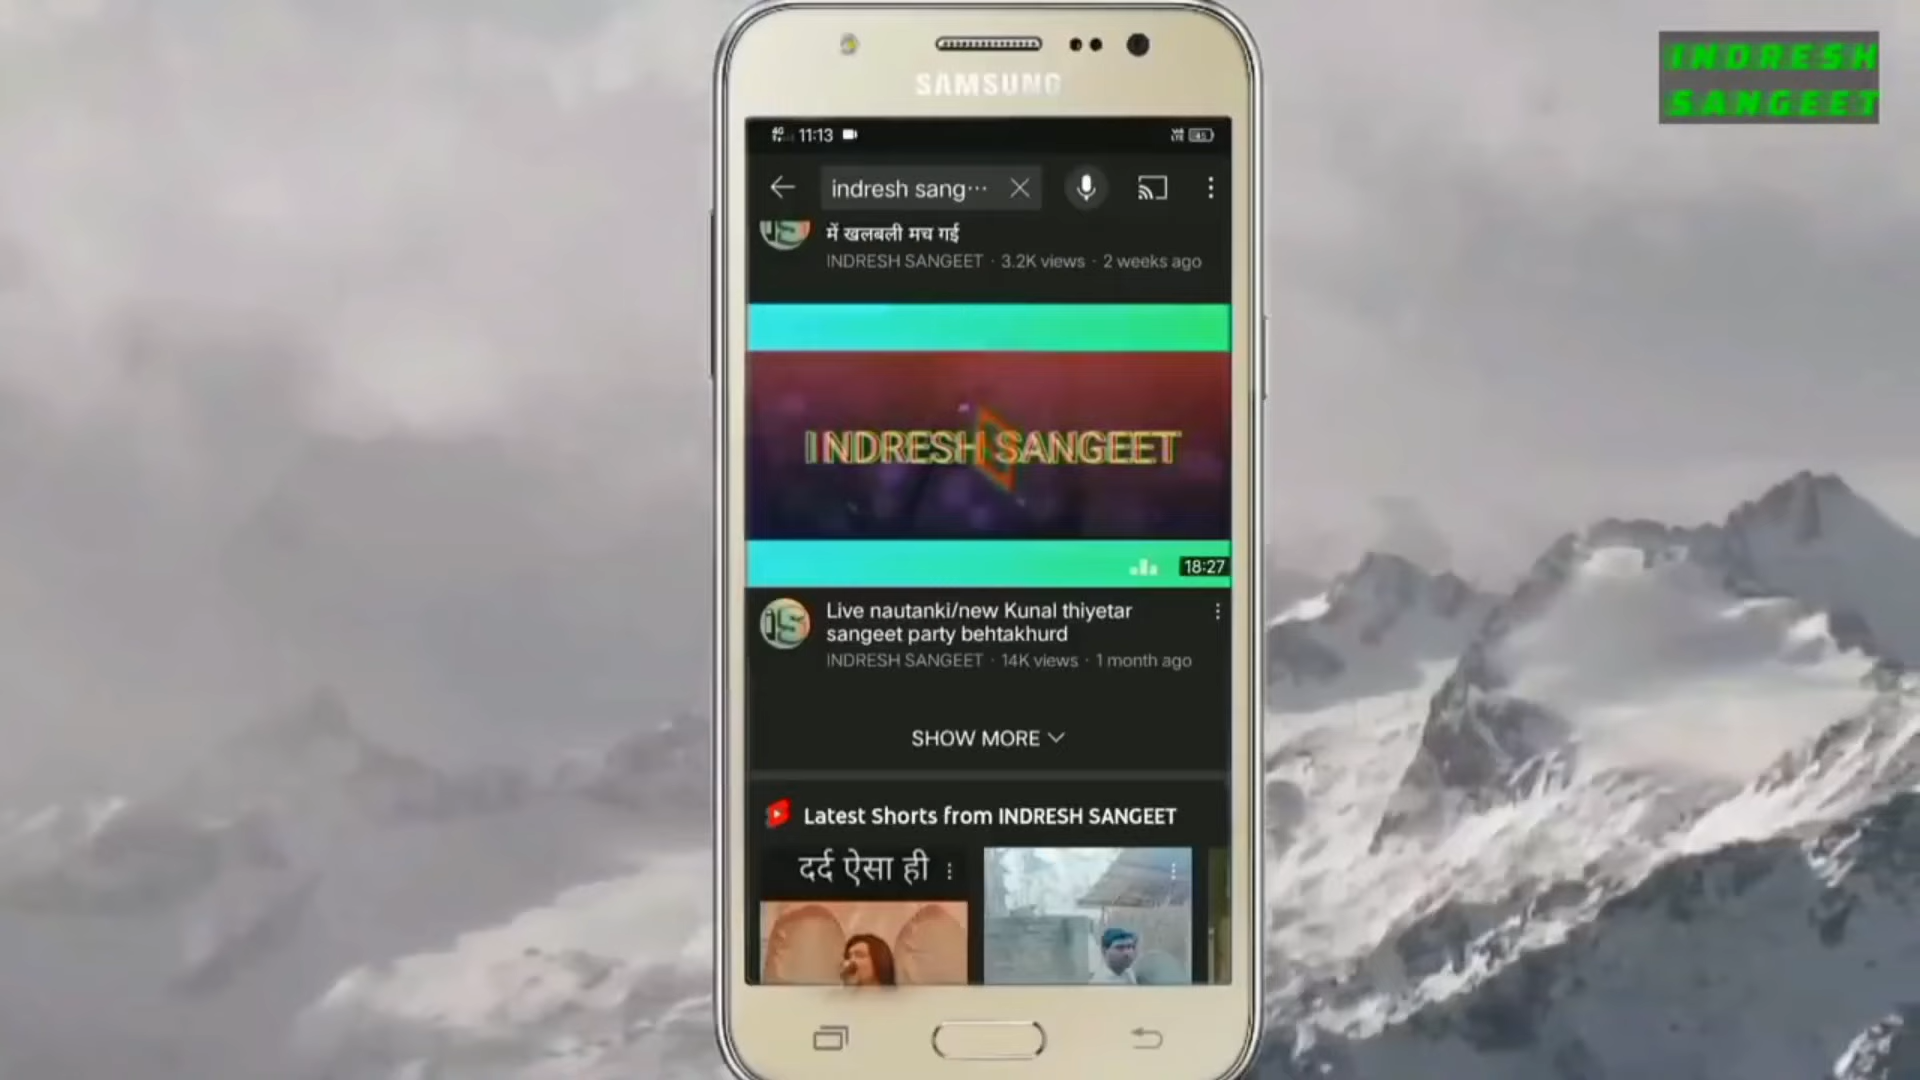 INDRESH
SANGEET
SAMSUNG
4G 11:13
indresh sang...
में खलबली मच गई
INDRESH SANGEET · 3.2K views · 2 weeks ago
INDRESH SANGEET
18:27
Live nautanki/new Kunal thiyetar
sangeet party behtakhurd
INDRESH SANGEET · 14K views · 1 month ago
SHOW MORE
Latest Shorts from INDRESH SANGEET
दर्द ऐसा ही